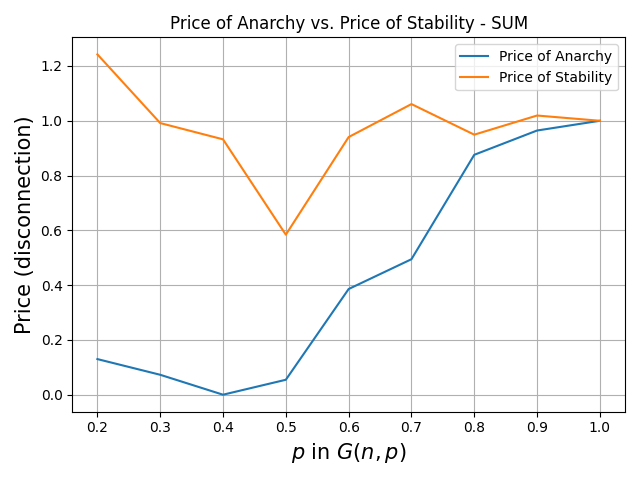 Price of Anarchy vs. Price of Stability - SUM
Price of Anarchy
Price of Stability
Price (disconnection)
1.2
1.0
0.8
0.6
0.4
0.2
0.0
0.2 0.3 0.4 0.5 0.6 0.7 0.8 0.9 1.0
p in G(n, p)